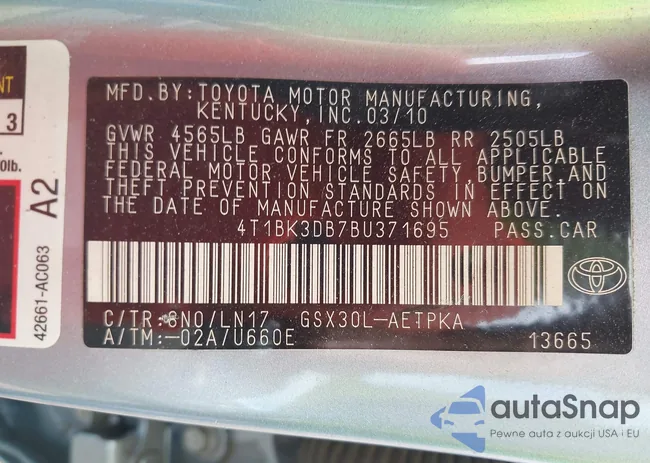 NT
3
0lb.
A2
42661-AC063
MFD.BY: TOYOTA MOTOR MANUFACTURING,
KENTUCKY, INC. 03/10
GVWR 4565LB GAWR FR 2665LB RR 2505LB
THIS VEHICLE CONFORMS TO ALL APPLICABLE
FEDERAL MOTOR VEHICLE SAFETY, BUMPER, AND
THEFT PREVENTION STANDARDS IN EFFECT ON
THE DATE OF MANUFACTURE SHOWN ABOVE.
4T1BK3DB7BU371695 PASS.CAR
C/TR: 8N0/LN17 GSX30L-AETPKA
A/TM:-02A/U660E 13665
autaSnap
Pewne auta z aukcji USA i EU